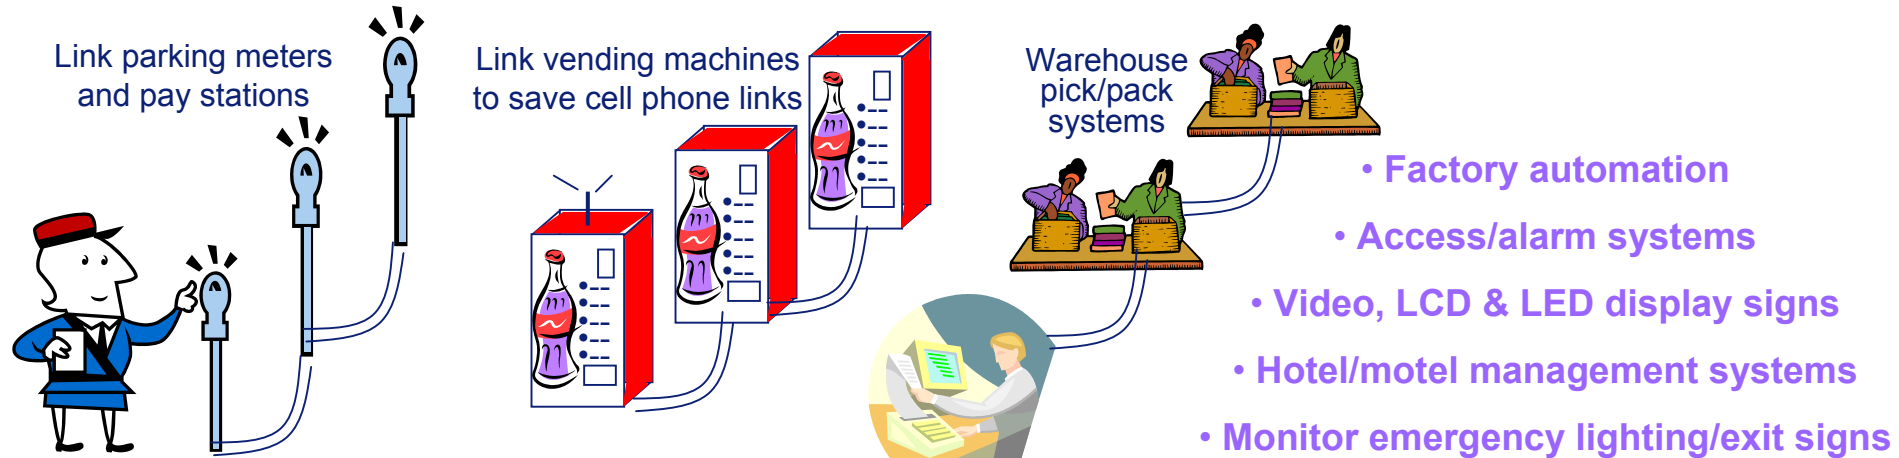 Link parking meters
and pay stations
Link vending machines
to save cell phone links
Warehouse
pick/pack
systems
• Factory automation
• Access/alarm systems
• Video, LCD & LED display signs
• Hotel/motel management systems
• Monitor emergency lighting/exit signs